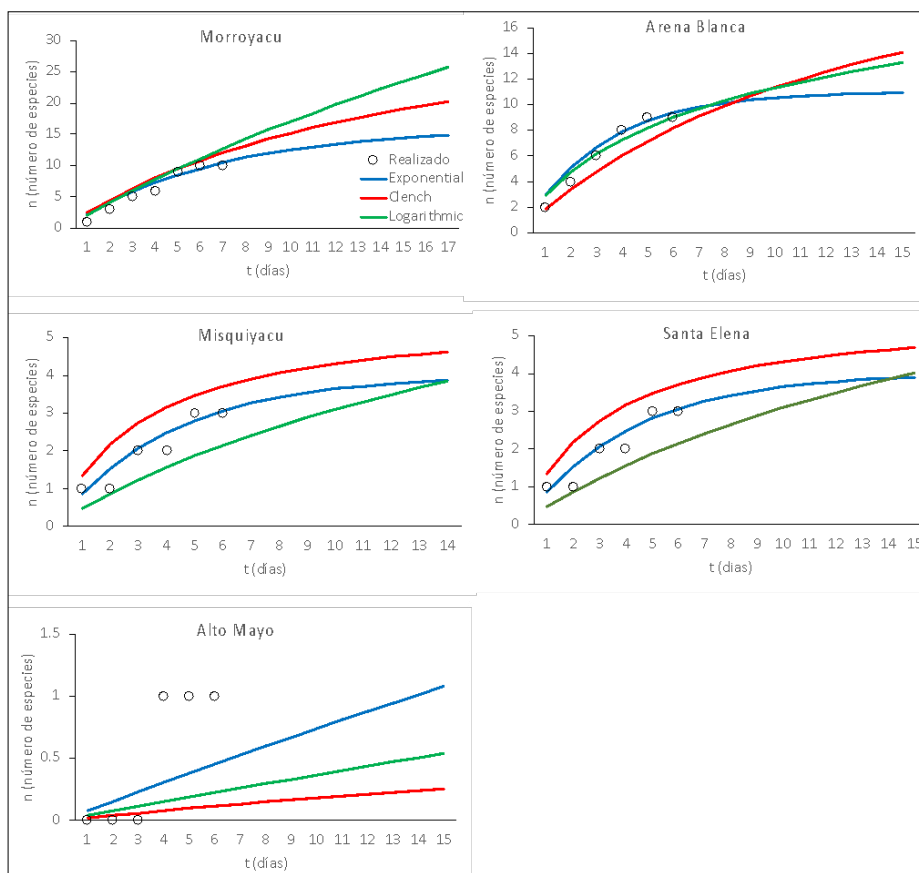 Morroyacu
30
25
20
15
10
5
0
n (número de especies)
1 2 3 4 5 6 7 8 9 10 11 12 13 14 15 16 17
t (días)
Realizado
Exponential
Clench
Logarithmic
Arena Blanca
16
14
12
10
8
6
4
2
0
n (número de especies)
1 2 3 4 5 6 7 8 9 10 11 12 13 14 15
t (días)
Misquiyacu
5
4
3
2
1
0
n (número de especies)
1 2 3 4 5 6 7 8 9 10 11 12 13 14
t (días)
Santa Elena
5
4
3
2
1
0
n (número de especies)
1 2 3 4 5 6 7 8 9 10 11 12 13 14 15
t (días)
Alto Mayo
1.5
1
0.5
0
n (número de especies)
1 2 3 4 5 6 7 8 9 10 11 12 13 14 15
t (días)